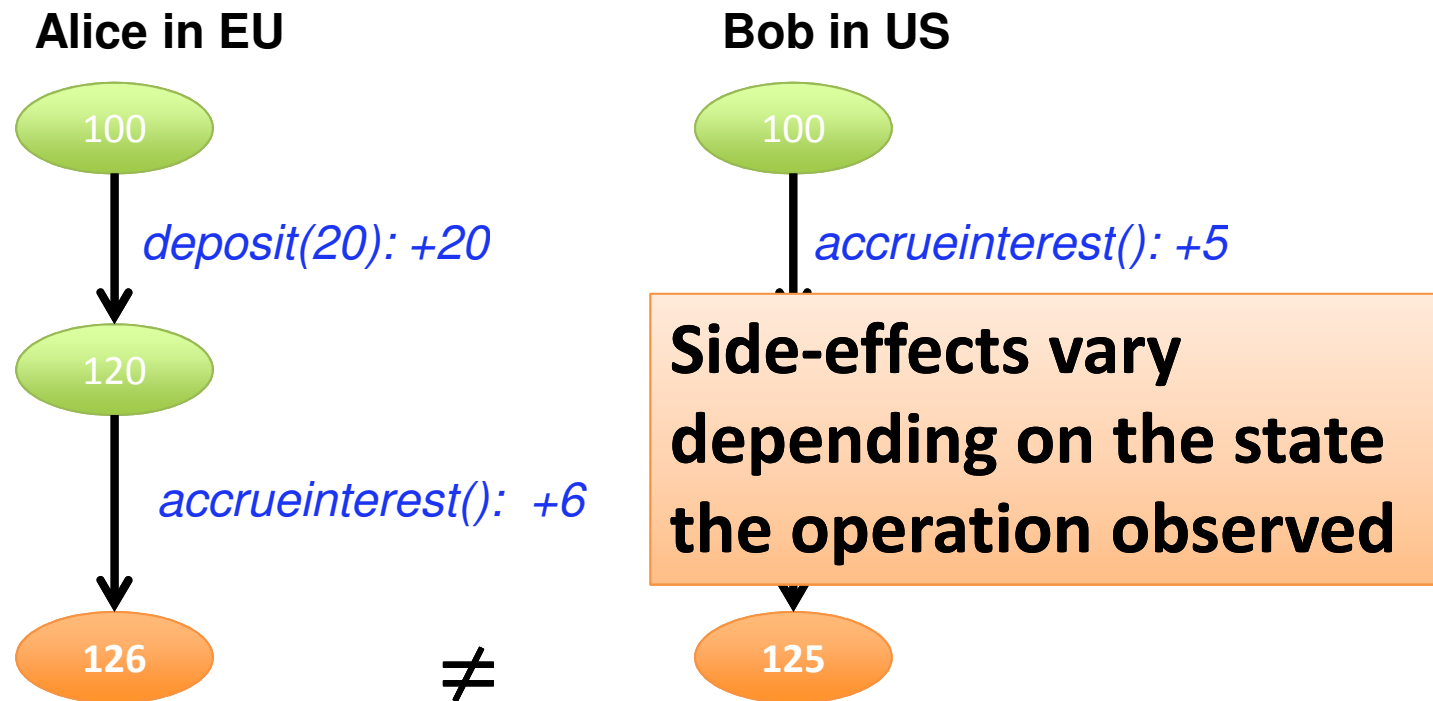 Alice in EU
Bob in US
100
100
deposit(20): +20
accrueinterest(): +5
120
Side-effects vary
depending on the state
the operation observed
accrueinterest(): +6
126
≠
125